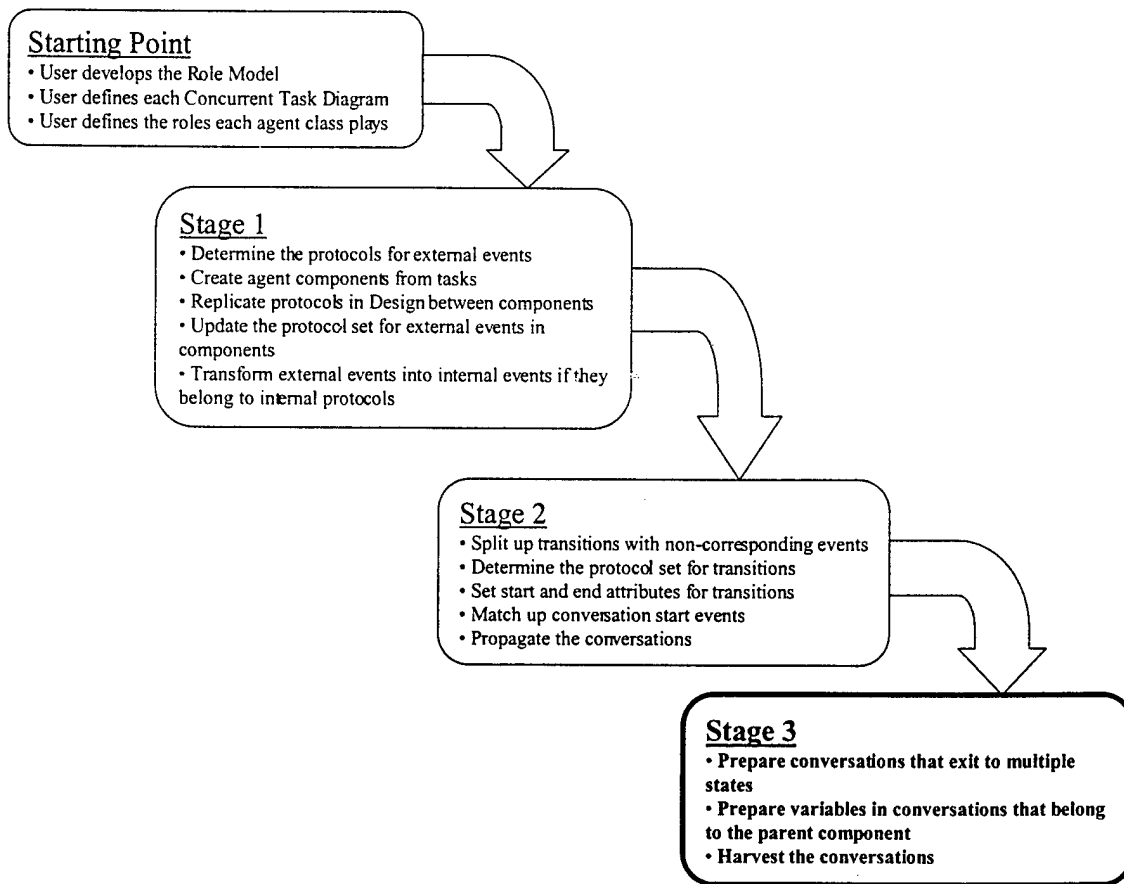 Starting Point
• User develops the Role Model
• User defines each Concurrent Task Diagram
• User defines the roles each agent class plays
Stage 1
• Determine the protocols for external events
• Create agent components from tasks
• Replicate protocols in Design between components
• Update the protocol set for external events in
components
• Transform external events into internal events if they
belong to internal protocols
Stage 2
• Split up transitions with non-corresponding events
• Determine the protocol set for transitions
• Set start and end attributes for transitions
• Match up conversation start events
• Propagate the conversations
Stage 3
• Prepare conversations that exit to multiple
states
• Prepare variables in conversations that belong
to the parent component
• Harvest the conversations